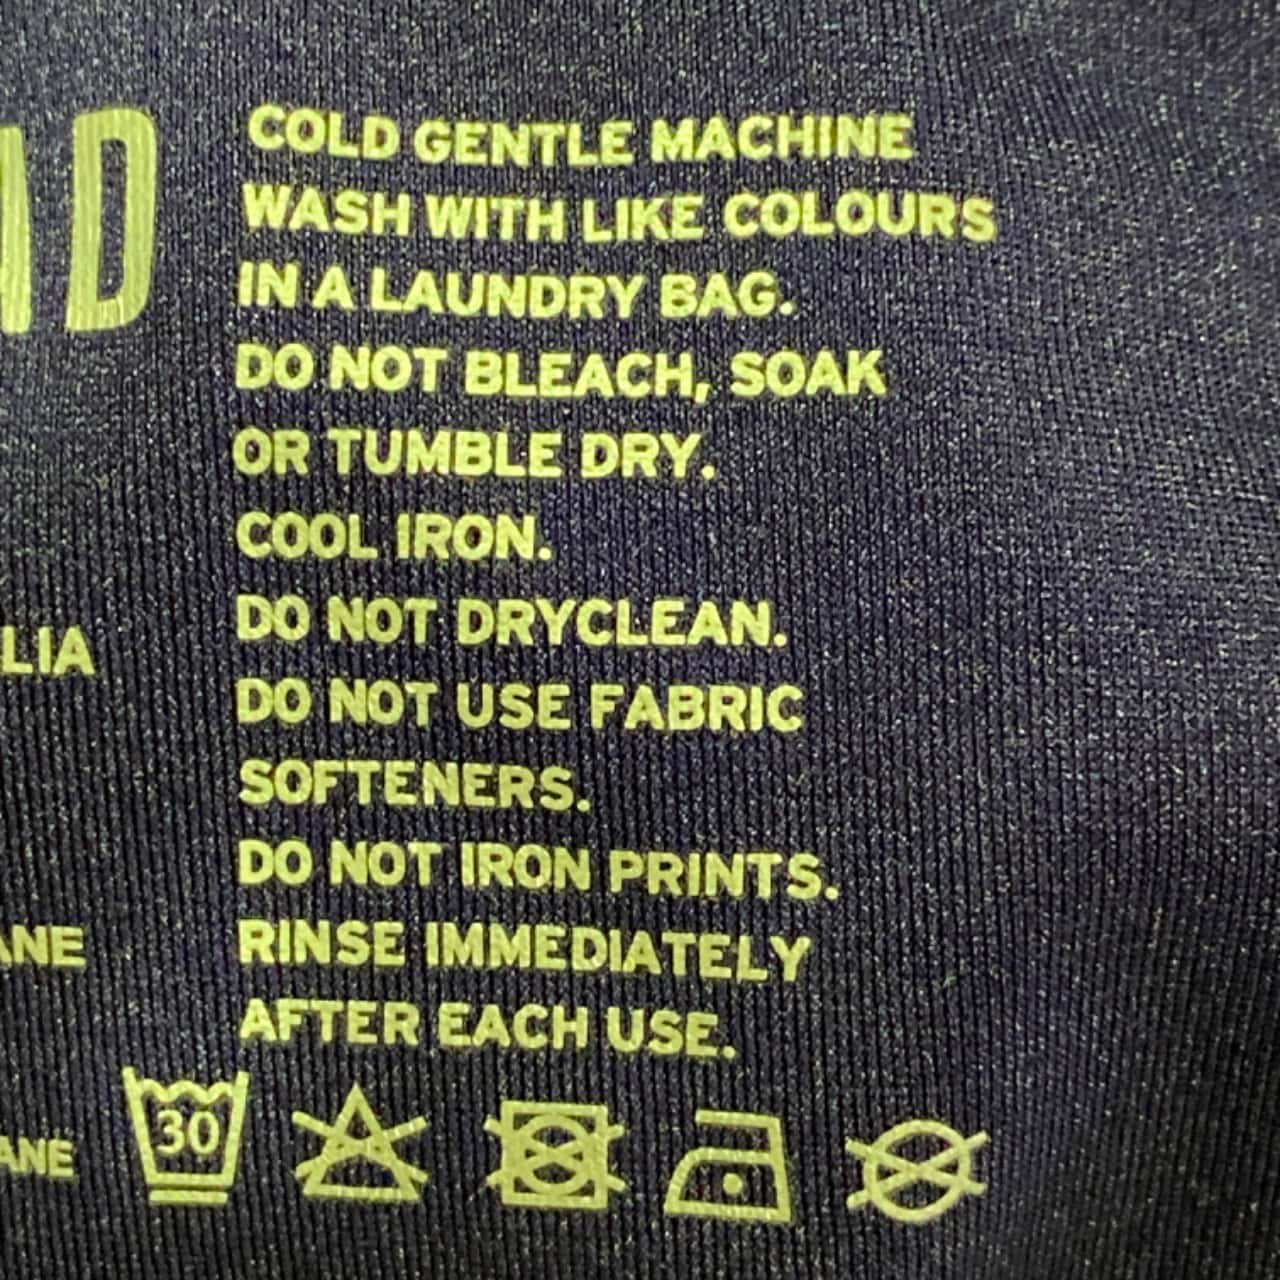 COLD GENTLE MACHINE
WASH WITH LIKE COLOURS
IN A LAUNDRY BAG.
DO NOT BLEACH, SOAK
OR TUMBLE DRY.
COOL IRON.
DO NOT DRYCLEAN.
DO NOT USE FABRIC
SOFTENERS.
DO NOT IRON PRINTS.
RINSE IMMEDIATELY
AFTER EACH USE.
30